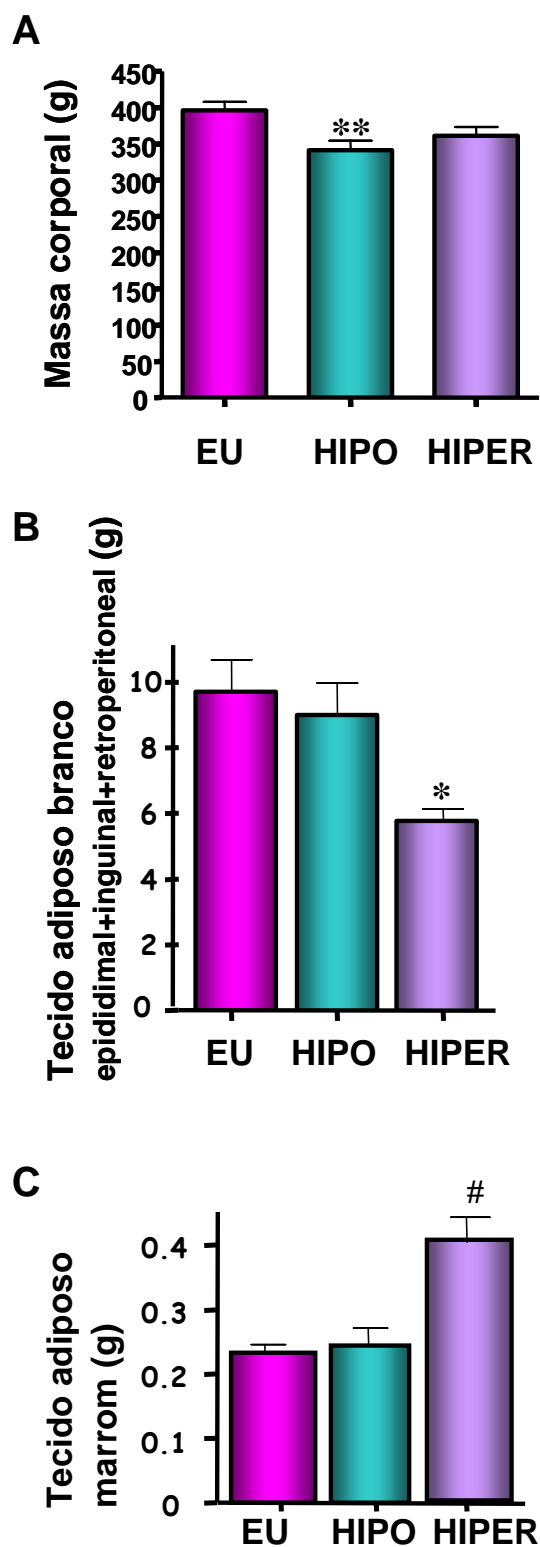 A
Massa corporal (g)
450
400
350
300
250
200
150
100
50
0
**
EU HIPO HIPER
B
Tecido adiposo branco
epididimal+inguinal+retroperitoneal (g)
10
8
6
4
2
0
*
EU HIPO HIPER
C
Tecido adiposo
marrom (g)
0.4
0.3
0.2
0.1
0
#
EU HIPO HIPER